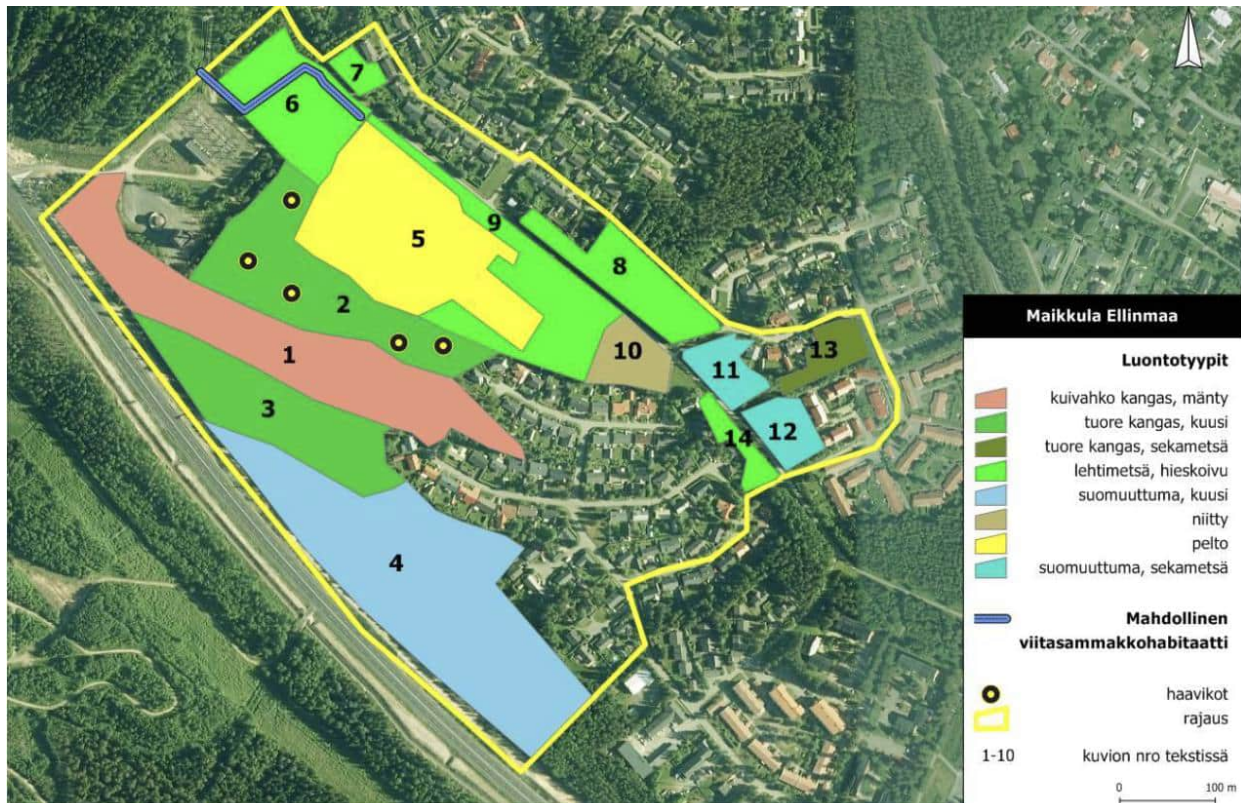 7
6
9
5
8
2
13
10
1
11
3
12
14
4
Maikkula Ellinmaa
Luontotyypit
kuivahko kangas, mänty
tuore kangas, kuusi
tuore kangas, sekametsä
lehtimetsä, hieskoivu
suomuuttuma, kuusi
niitty
pelto
suomuuttuma, sekametsä
Mahdollinen
viitasammakkohabitaatti
haavikot
rajaus
1-10 kuvion nro tekstissä
0 100 m